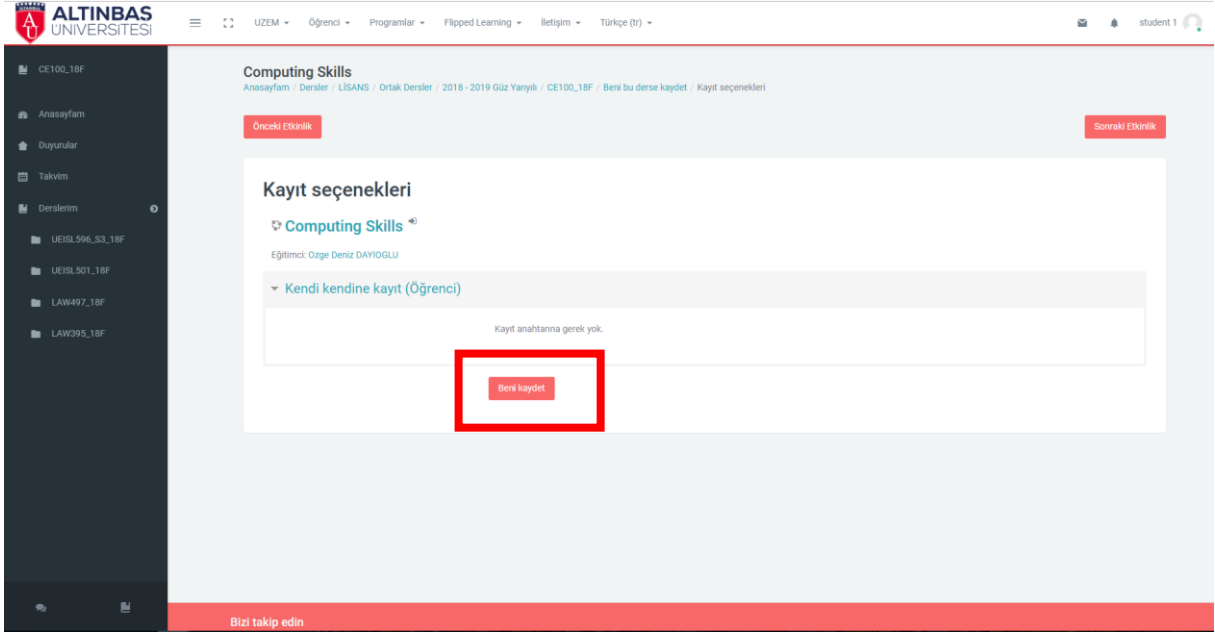 ALTINBAS
ÜNİVERSİTESİ
UZEM Öğrenci Programlar Flipped Learning İletişim Türkçe (tr) student 1
CE100_18F
Anasayfam
Duyurular
Takvim
Derslerim
UEISL596_S3_18F
UEISL501_18F
LAW497_18F
LAW395_18F
Computing Skills
Anasayfam / Dersler / LİSANS / Ortak Dersler / 2018 - 2019 Güz Yarıyılı / CE100_18F / Beni bu derse kaydet / Kayıt seçenekleri
Önceki Etkinlik
Sonraki Etkinlik
Kayıt seçenekleri
Computing Skills
Eğitimci: Ozge Deniz DAYIOGLU
Kendi kendine kayıt (Öğrenci)
Kayıt anahtarına gerek yok.
Beni kaydet
Bizi takip edin